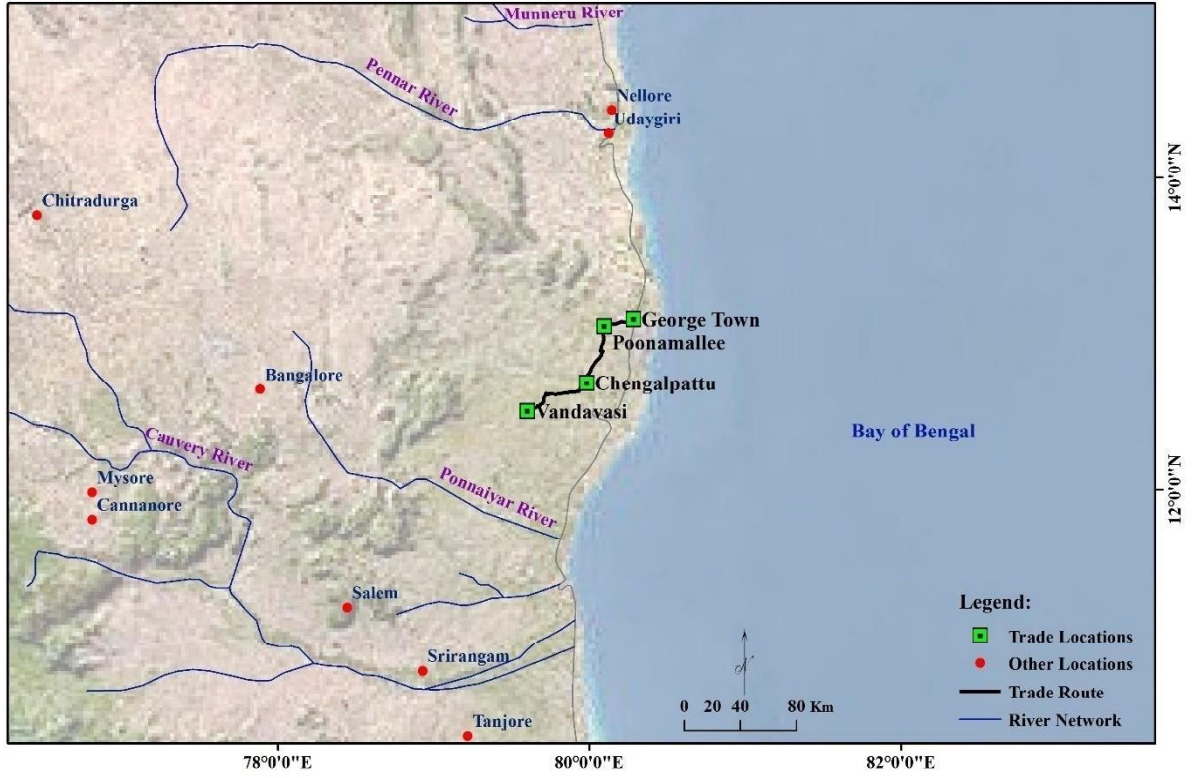 Munneru River
Pennar River
Nellore
Udaygiri
14°0'0"N
Chitradurga
George Town
Poonamallee
Bangalore
Chengalpattu
Vandavasi
Bay of Bengal
Cauvery River
Mysore
Cannanore
Ponnaiyar River
12°0'0"N
Salem
Srirangam
Tanjore
Legend:
Trade Locations
Other Locations
Trade Route
River Network
N
0 20 40 80 Km
78°0'0"E 80°0'0"E 82°0'0"E